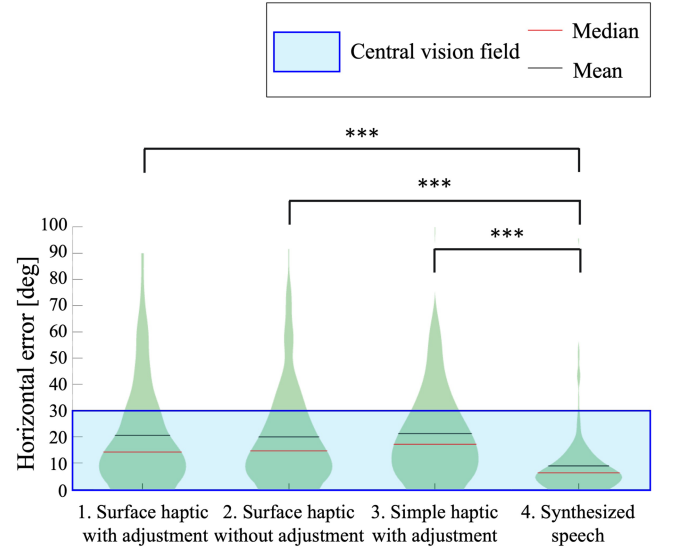 Central vision field
Median
Mean
***
***
***
Horizontal error [deg]
100
90
80
70
60
50
40
30
20
10
0
1. Surface haptic
with adjustment
2. Surface haptic
without adjustment
3. Simple haptic
with adjustment
4. Synthesized
speech